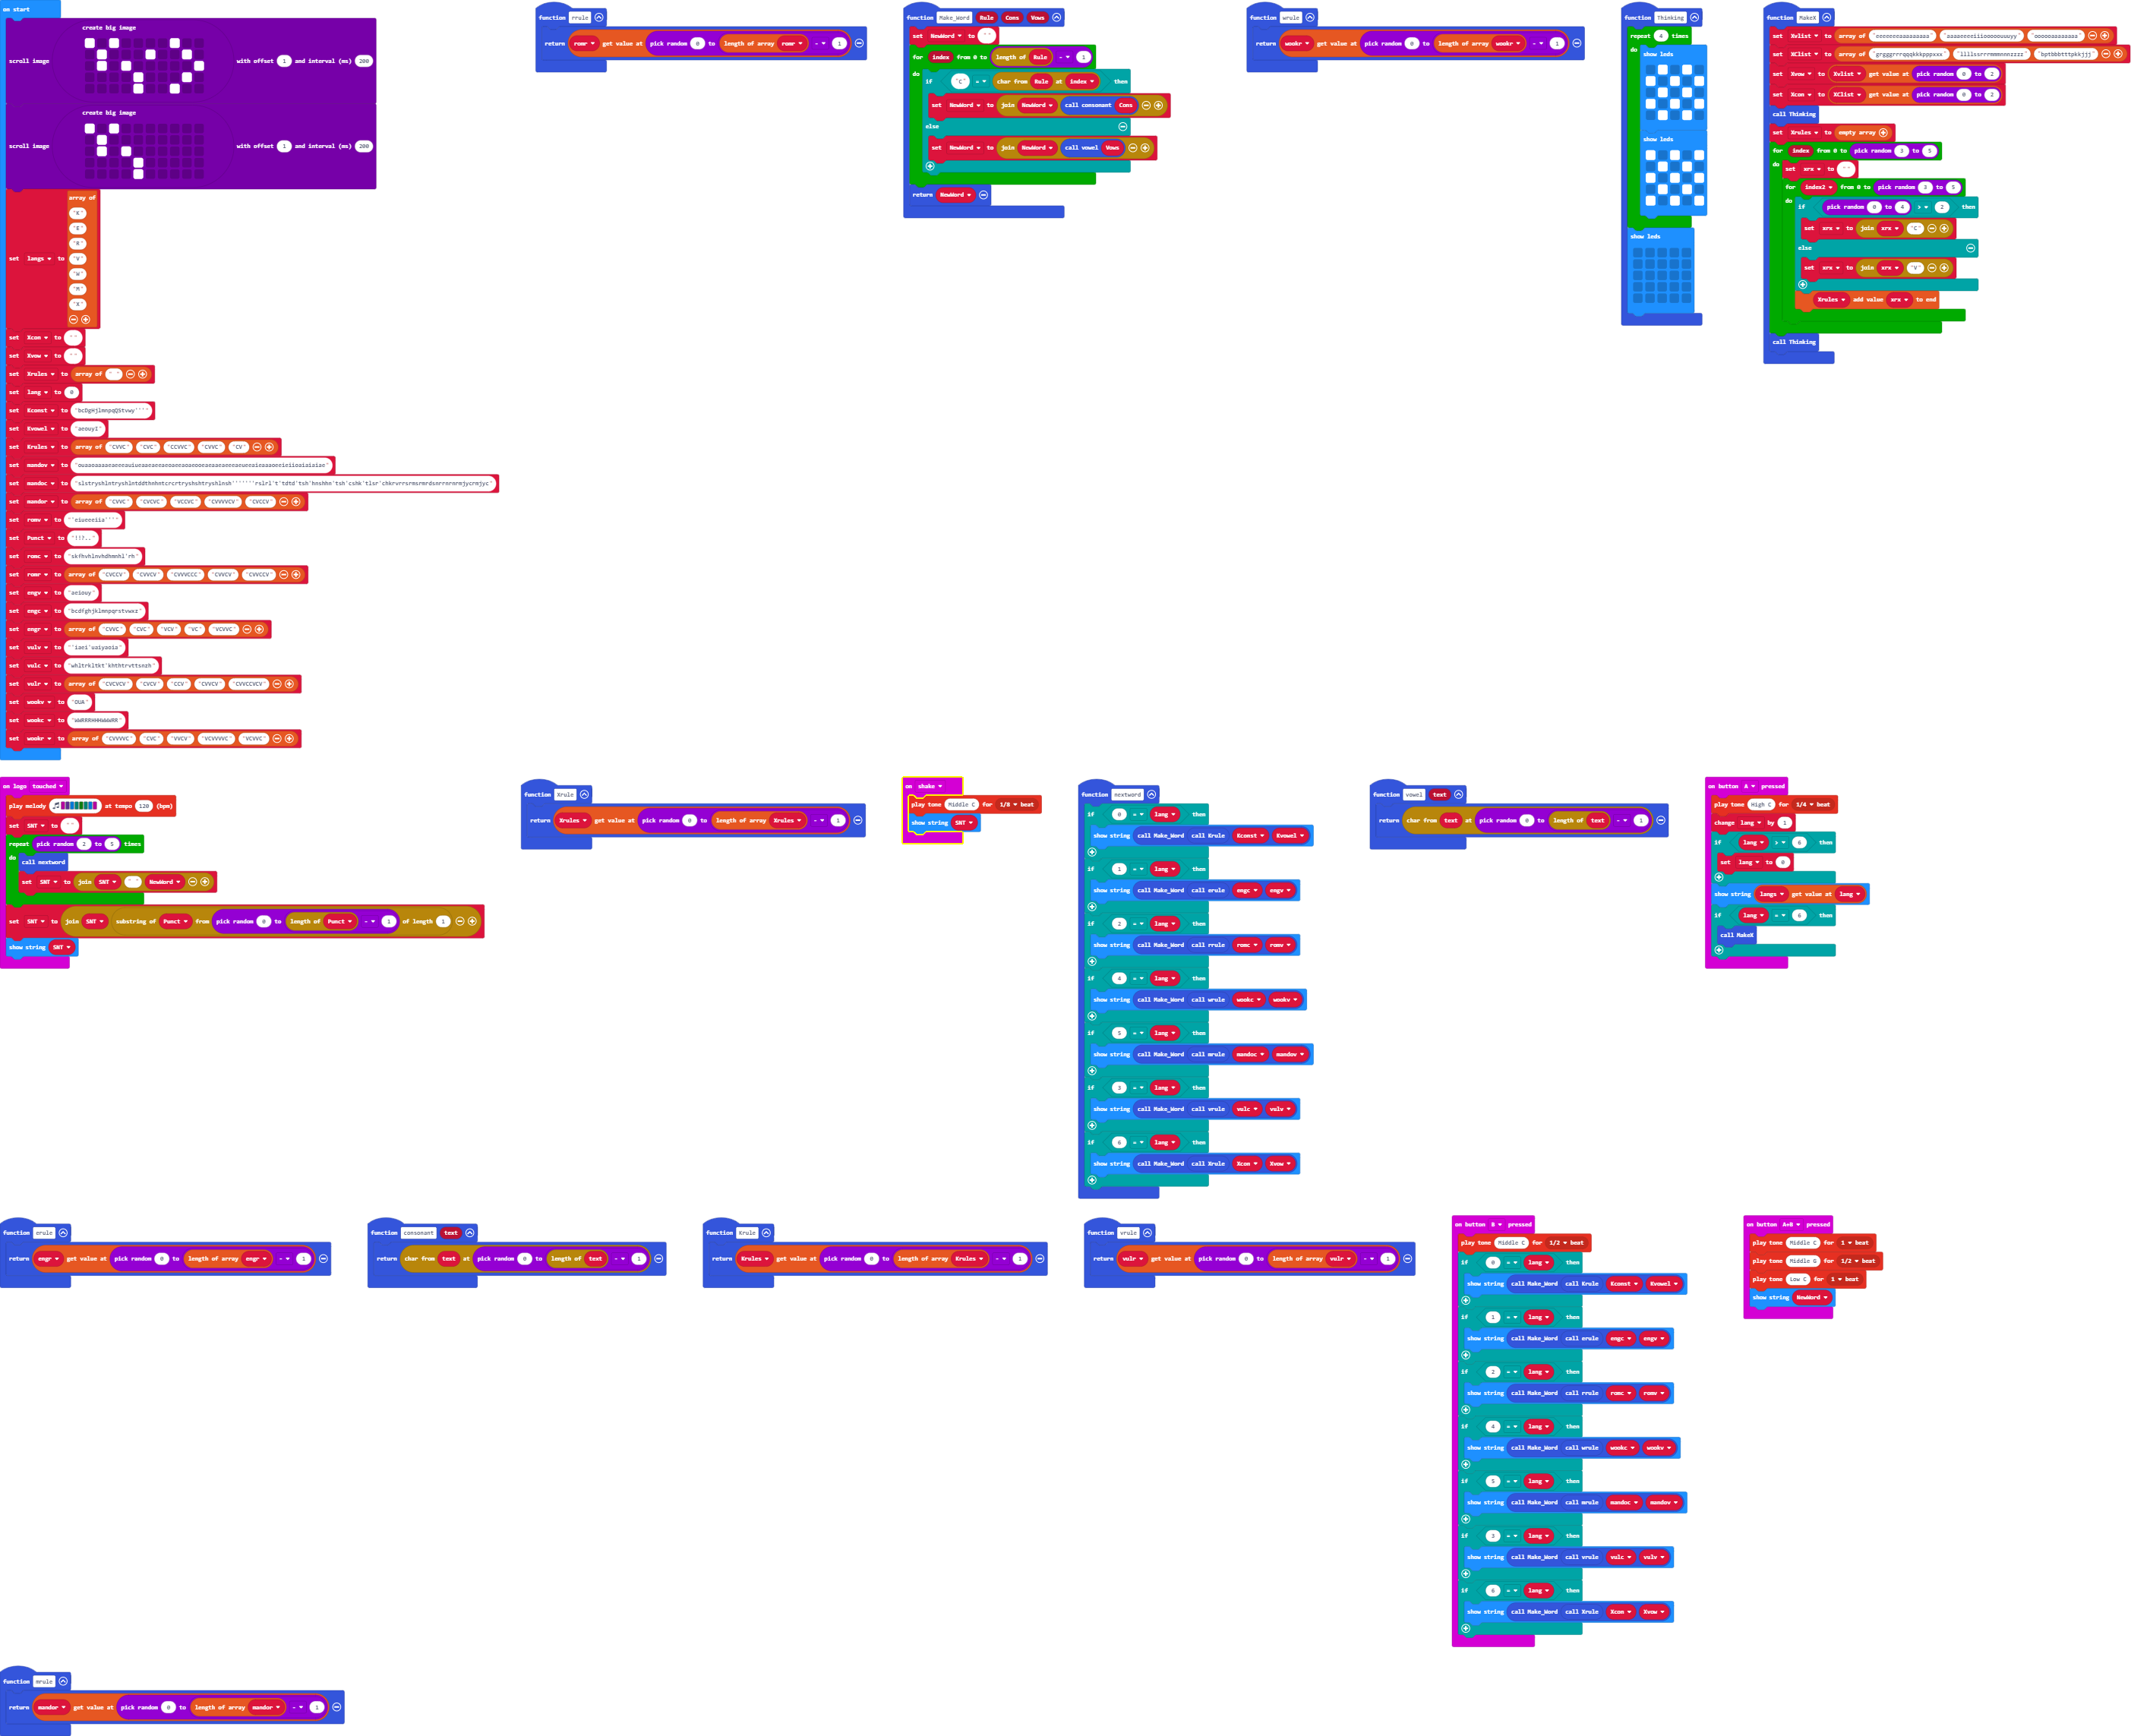 on start
create big image
scroll image with offset 1 and interval (ms) 200
create big image
scroll image with offset 1 and interval (ms) 200
set langs to array of
"K"
"E"
"R"
"V"
"W"
"M"
"X"
set Xcon to ""
set Xvow to ""
set Xrules to array of " "
set lang to 0
set Kconst to "bcDgHjlmnpqQStvwy''''"
set Kvowel to "aeouyI"
set Krules to array of "CVVC" "CVC" "CCVVC" "CVVC" "CV"
set mandov to
set mandoc to
set mandor to array of "CVVC" "CVCVC" "VCCVC" "CVVVVCV" "CVCCV"
set romv to "'eiueeeiia''''"
set Punct to "!!?.."
set romc to "skfhvhlnvhdhmnhl'rh"
set romr to array of "CVCCV" "CVVCV" "CVVVCCC" "CVVCV" "CVVCCV"
set engv to "aeiouy"
set engc to "bcdfghjklmnpqrstvwxz"
set engr to array of "CVVC" "CVC" "VCV" "VC" "VCVVC"
set vulv to "'iaei'uaiyaoia"
set vulc to "whltrkltkt'khthtrvttsnzh"
set vulr to array of "CVCVCV" "CVCV" "CCV" "CVVCV" "CVVCCVCV"
set wookv to "OUA"
set wookc to "WWRRRHHHWWWRR"
set wookr to array of "CVVVVC" "CVC" "VVCV" "VCVVVVC" "VCVVC"
function rrule
return romr get value at pick random 0 to length of array romr - 1
function Make_Word Rule Cons Vows
set NewWord to ""
for index from 0 to length of Rule - 1
do
if "C" = char from Rule at index then
set NewWord to join NewWord call consonant Cons
else
set NewWord to join NewWord call vowel Vows
return NewWord
function wrule
return wookr get value at pick random 0 to length of array wookr - 1
function Thinking
repeat 4 times
do
show leds
show leds
show leds
function MakeX
set Xvlist to array of "eeeeeeeaaaaaaaaa" "aaaaeeeeiiioooouuuyy" "oooooaaaaaaaaa"
set XClist to array of "grgggrrrqqqkkkpppxxx" "llllssrrrmmmnnnzzzz" "bptbbbtttpkkjjj"
set Xvow to Xvlist get value at pick random 0 to 2
set Xcon to XClist get value at pick random 0 to 2
call Thinking
set Xrules to empty array
for index from 0 to pick random 3 to 5
do
set xrx to ""
for index2 from 0 to pick random 3 to 5
do
if pick random 0 to 4 > 2 then
set xrx to join xrx "C"
else
set xrx to join xrx "V"
Xrules add value xrx to end
call Thinking
on logo touched
play melody at tempo 120 (bpm)
set SNT to ""
repeat pick random 2 to 5 times
do
call nextword
set SNT to join SNT " " NewWord
set SNT to join SNT substring of Punct from pick random 0 to length of Punct - 1 of length 1
show string SNT
function Xrule
return Xrules get value at pick random 0 to length of array Xrules - 1
on shake
play tone Middle C for 1/8 beat
show string SNT
function nextword
if 0 = lang then
show string call Make_Word call Krule Kconst Kvowel
if 1 = lang then
show string call Make_Word call erule engc engv
if 2 = lang then
show string call Make_Word call rrule romc romv
if 4 = lang then
show string call Make_Word call wrule wookc wookv
if 5 = lang then
show string call Make_Word call mrule mandoc mandov
if 3 = lang then
show string call Make_Word call vrule vulc vulv
if 6 = lang then
show string call Make_Word call Xrule Xcon Xvow
function vowel text
return char from text at pick random 0 to length of text - 1
on button A pressed
play tone High C for 1/4 beat
change lang by 1
if lang > 6 then
set lang to 0
show string langs get value at lang
if lang = 6 then
call MakeX
function erule
return engr get value at pick random 0 to length of array engr - 1
function consonant text
return char from text at pick random 0 to length of text - 1
function Krule
return Krules get value at pick random 0 to length of array Krules - 1
function vrule
return vulr get value at pick random 0 to length of array vulr - 1
on button B pressed
play tone Middle C for 1/2 beat
if 0 = lang then
show string call Make_Word call Krule Kconst Kvowel
if 1 = lang then
show string call Make_Word call erule engc engv
if 2 = lang then
show string call Make_Word call rrule romc romv
if 4 = lang then
show string call Make_Word call wrule wookc wookv
if 5 = lang then
show string call Make_Word call mrule mandoc mandov
if 3 = lang then
show string call Make_Word call vrule vulc vulv
if 6 = lang then
show string call Make_Word call Xrule Xcon Xvow
on button A+B pressed
play tone Middle C for 1 beat
play tone Middle G for 1/2 beat
play tone Low C for 1 beat
show string NewWord
function mrule
return mandor get value at pick random 0 to length of array mandor - 1